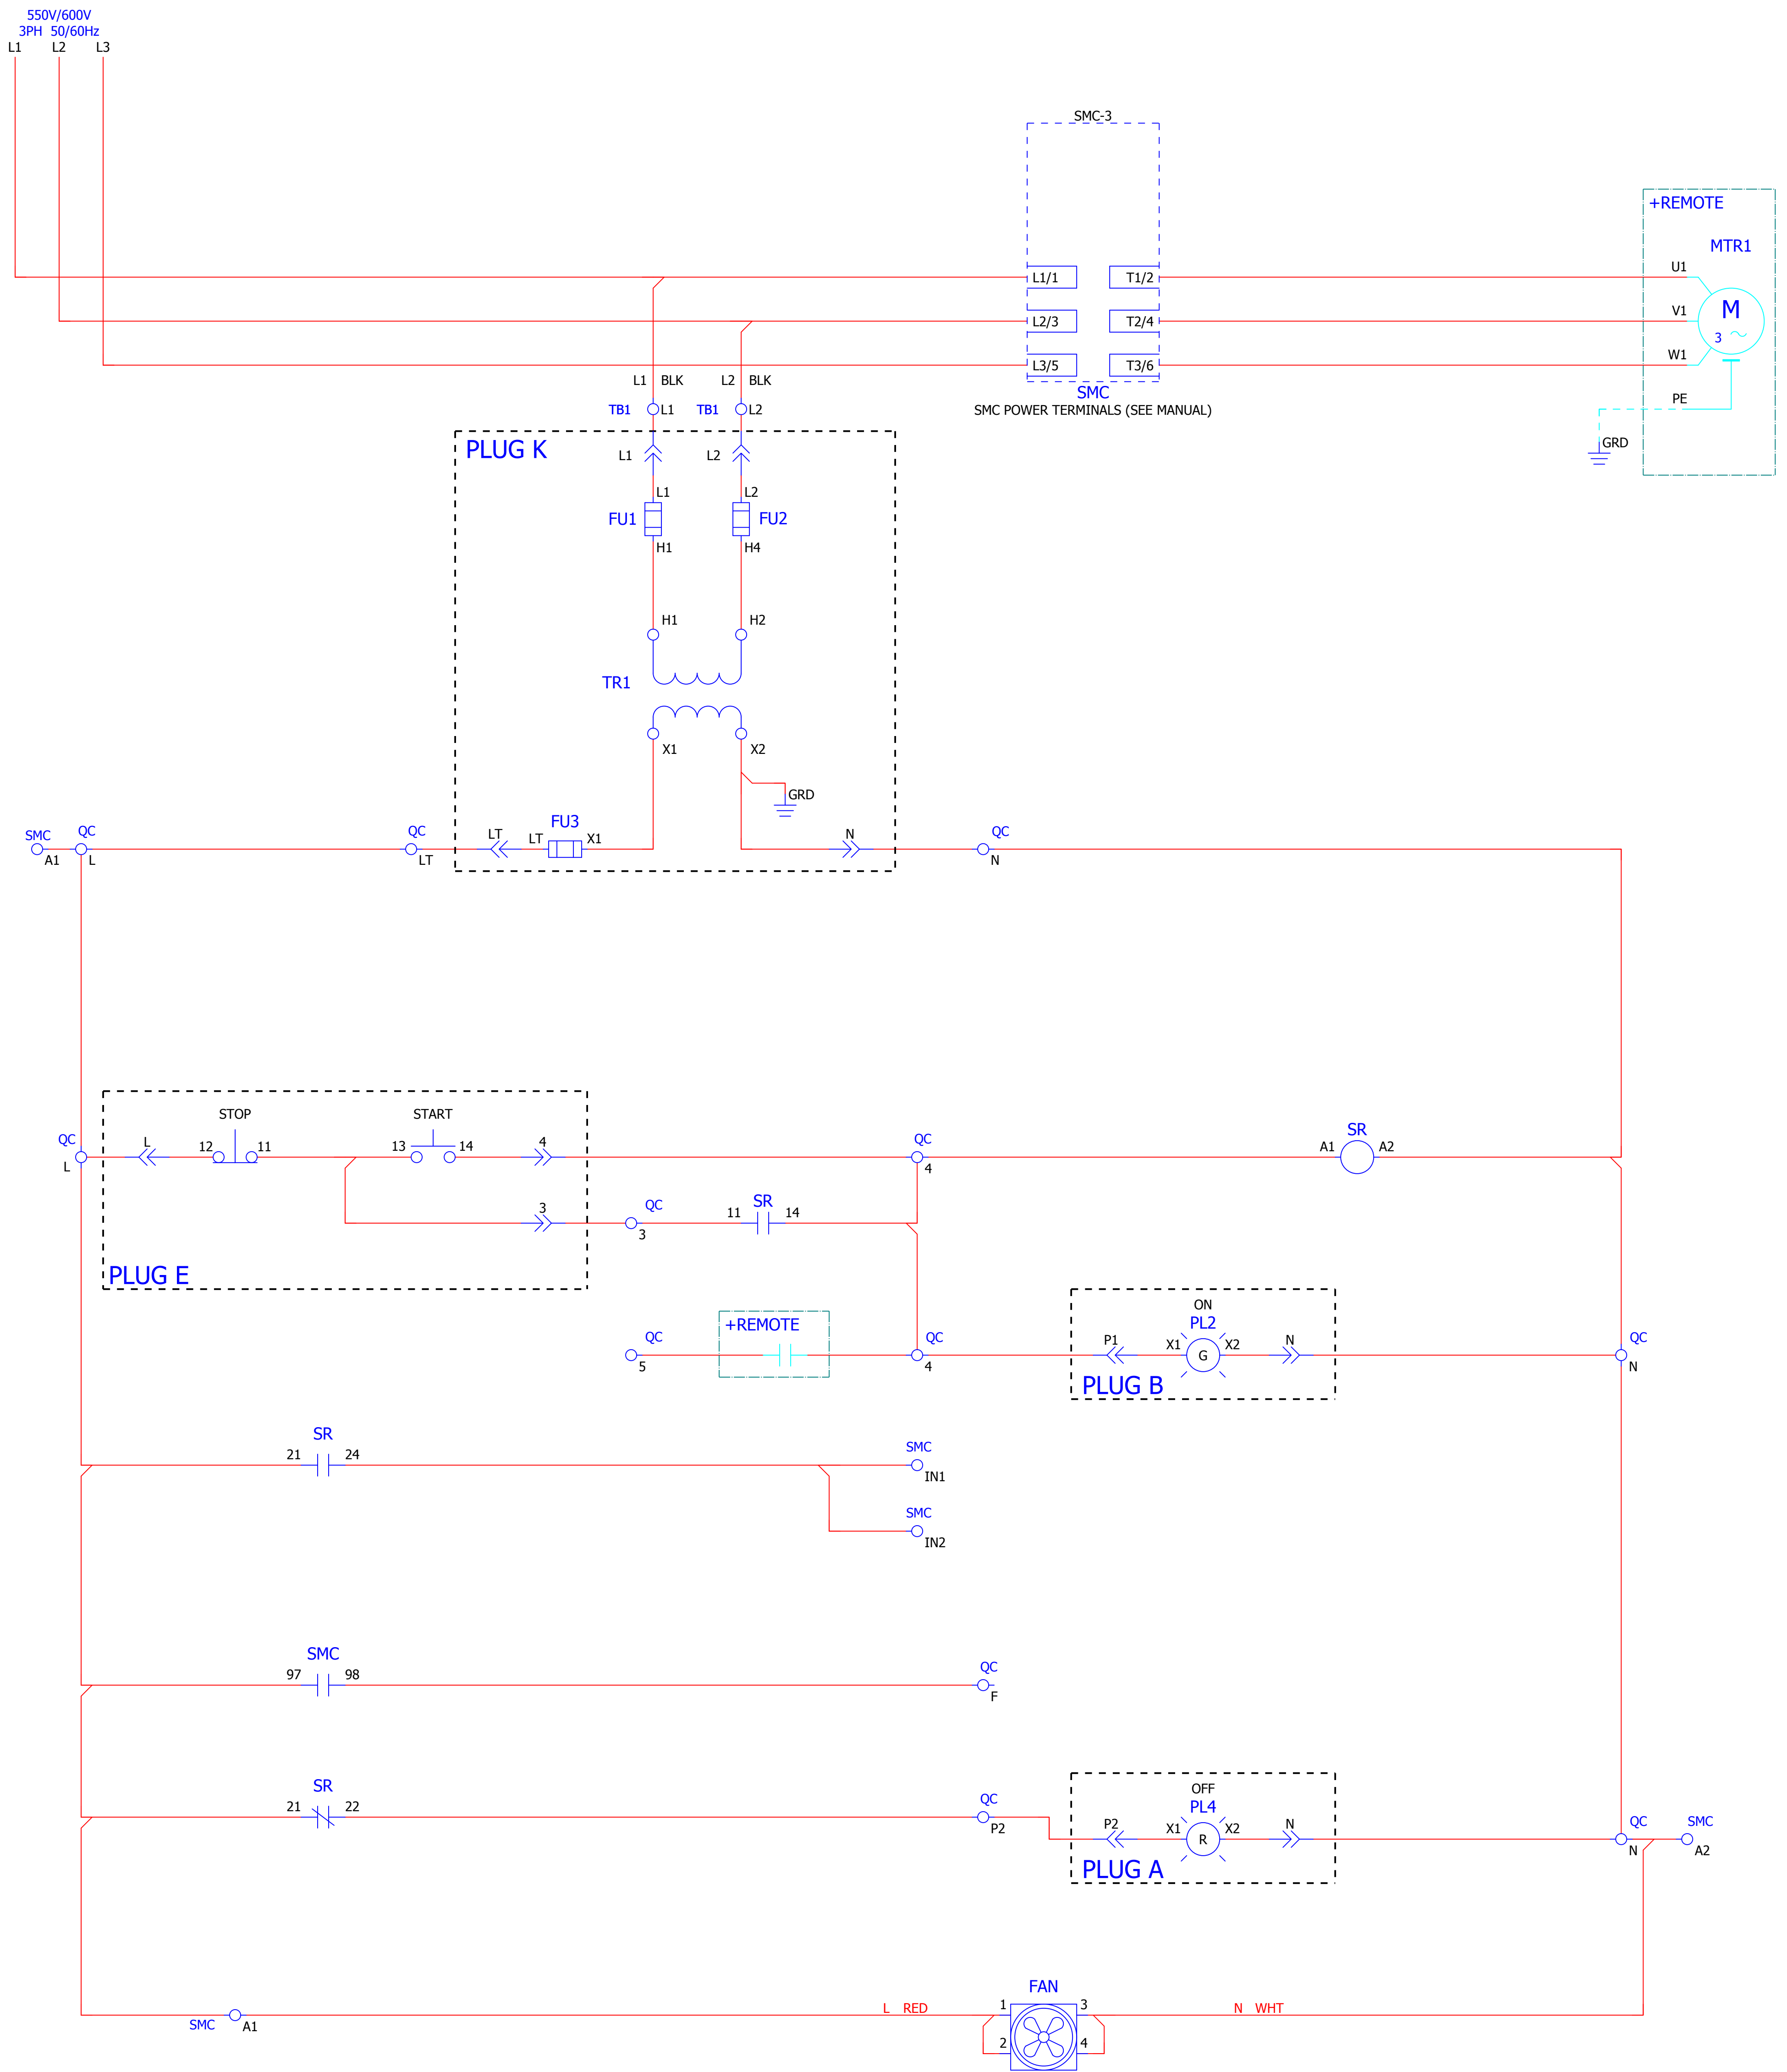 550V/600V
3PH 50/60Hz
L1 L2 L3
SMC-3
+REMOTE
MTR1
L1/1 T1/2 U1
L2/3 T2/4 V1 M
3
L3/5 T3/6 W1
L1 BLK L2 BLK
SMC
PE
TB1 L1 TB1 L2
SMC POWER TERMINALS (SEE MANUAL)
GRD
PLUG K
L1 L2
L1 L2
FU1 FU2
H1 H4
H1 H2
TR1
X1 X2
GRD
FU3
SMC QC QC LT LT X1 N QC
A1 L LT N
STOP START
QC L 12 11 13 14 4 QC SR
A1 A2
L 4
3 QC 11 SR 14
3
PLUG E
ON
+REMOTE PL2
QC QC P1 X1 X2 N QC
G
5 4 N
PLUG B
SR
21 24 SMC
IN1
SMC
IN2
SMC
97 98 QC
F
SR OFF
21 22 QC PL4
P2 P2 X1 X2 N QC SMC
R
N A2
PLUG A
FAN
L RED 1 3 N WHT
SMC A1
2 4